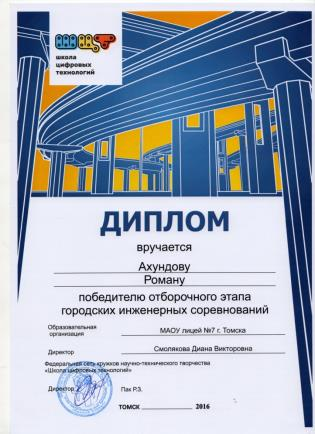 школа
цифровых
технологий
ДИПЛОМ
вручается
Ахундову
Роману
победителю отборочного этапа
городских инженерных соревнований
Образовательная
организация
МАОУ лицей №7 г. Томска
Директор
Смолякова Диана Викторовна
Федеральная сеть кружков научно-технического творчества
«Школа цифровых технологий»
Директор
Пак Р.З.
ТОМСК
2016